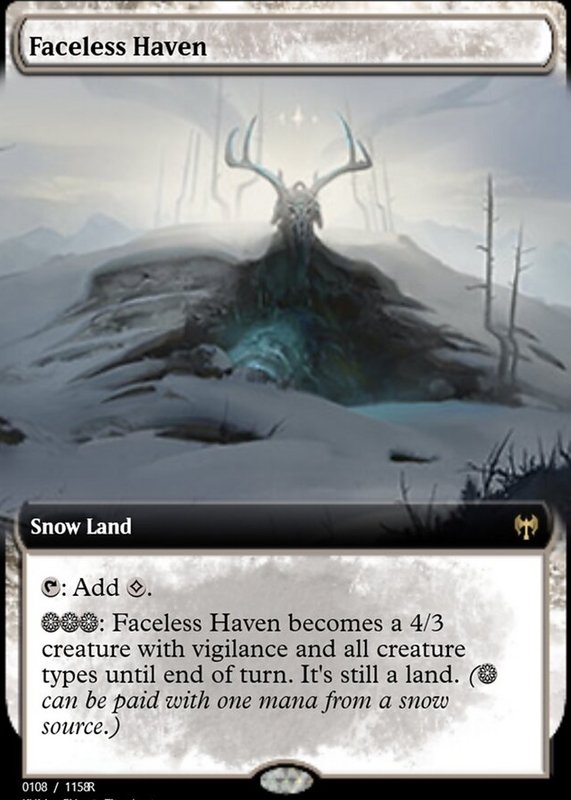 Faceless Haven
Snow Land
: Add .
: Faceless Haven becomes a 4/3
creature with vigilance and all creature
types until end of turn. It's still a land. (
can be paid with one mana from a snow
source.)
0108 / 1158R